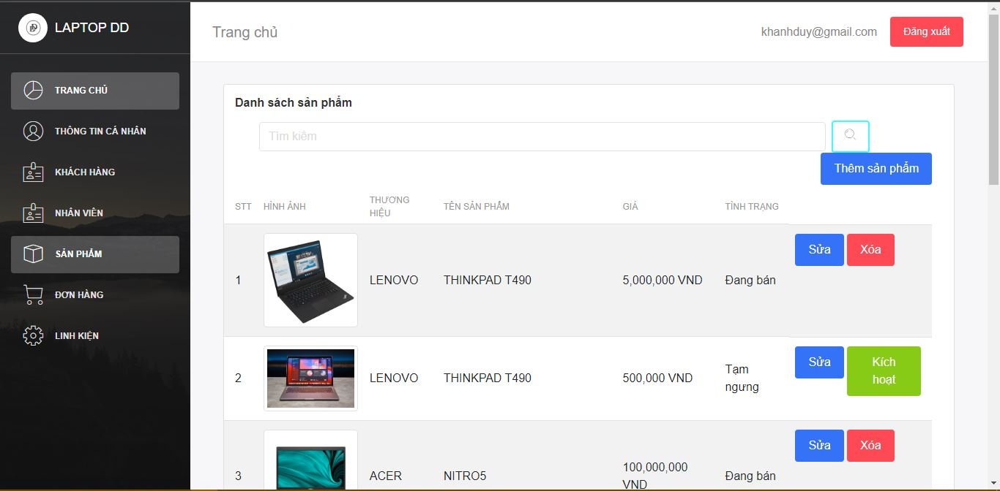 LAPTOP DD
TRANG CHỦ
THÔNG TIN CÁ NHÂN
KHÁCH HÀNG
NHÂN VIÊN
SẢN PHẨM
ĐƠN HÀNG
LINH KIỆN
Trang chủ
khanhduy@gmail.com
Đăng xuất
Danh sách sản phẩm
Tìm kiếm
Thêm sản phẩm
STT HÌNH ẢNH THƯƠNG HIỆU TÊN SẢN PHẨM GIÁ TÌNH TRẠNG
1 LENOVO THINKPAD T490 5,000,000 VND Đang bán Sửa Xóa
2 LENOVO THINKPAD T490 500,000 VND Tạm ngưng Sửa Kích hoạt
3 ACER NITRO5 100,000,000 VND Đang bán Sửa Xóa